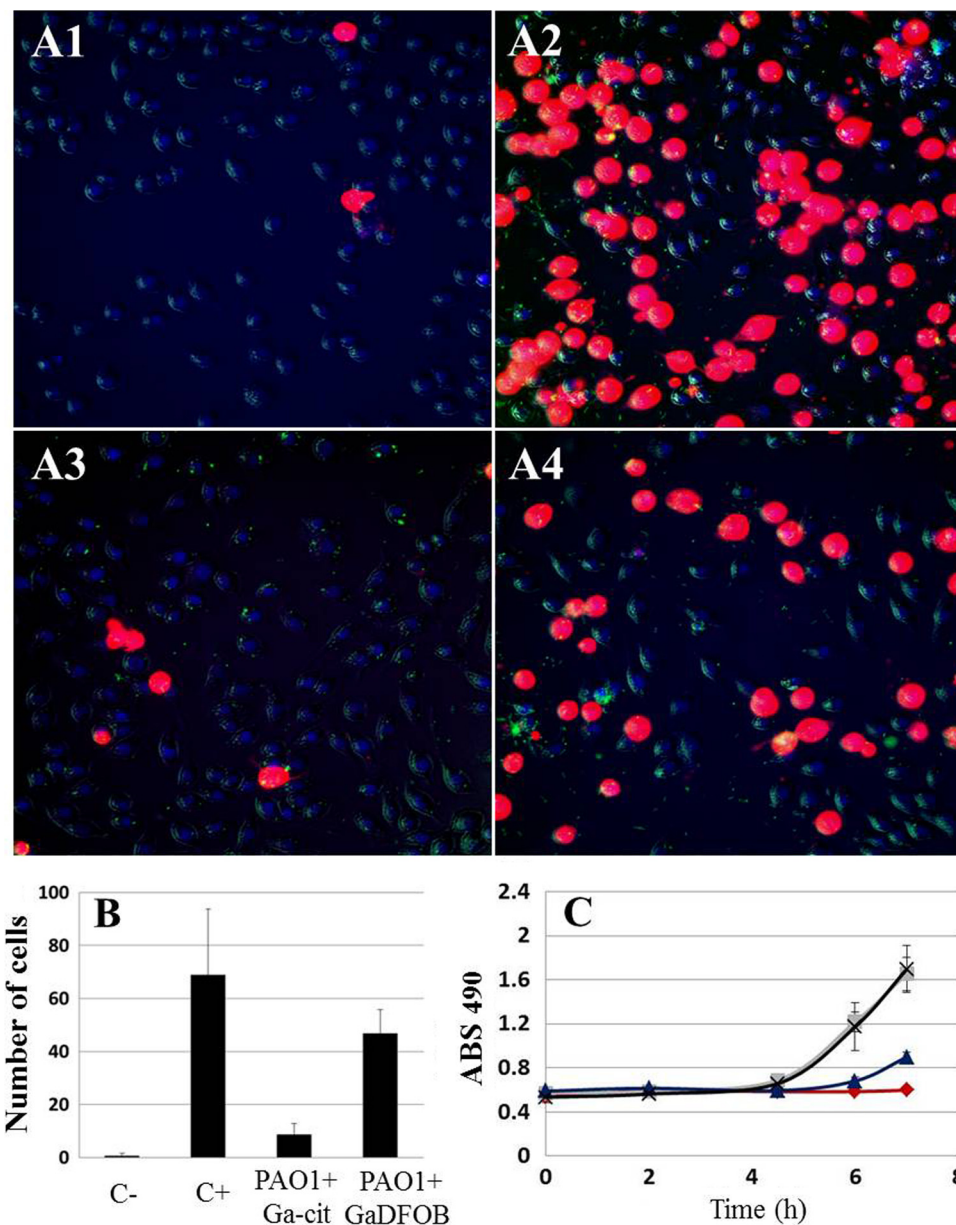 A1
A2
A3
A4
B
Number of cells
100
80
60
40
20
0
C-
C+
PAO1+
Ga-cit
PAO1+
GaDFOB
C
ABS 490
2.4
2
1.6
1.2
0.8
0.4
0
0
2
4
6
8
Time (h)